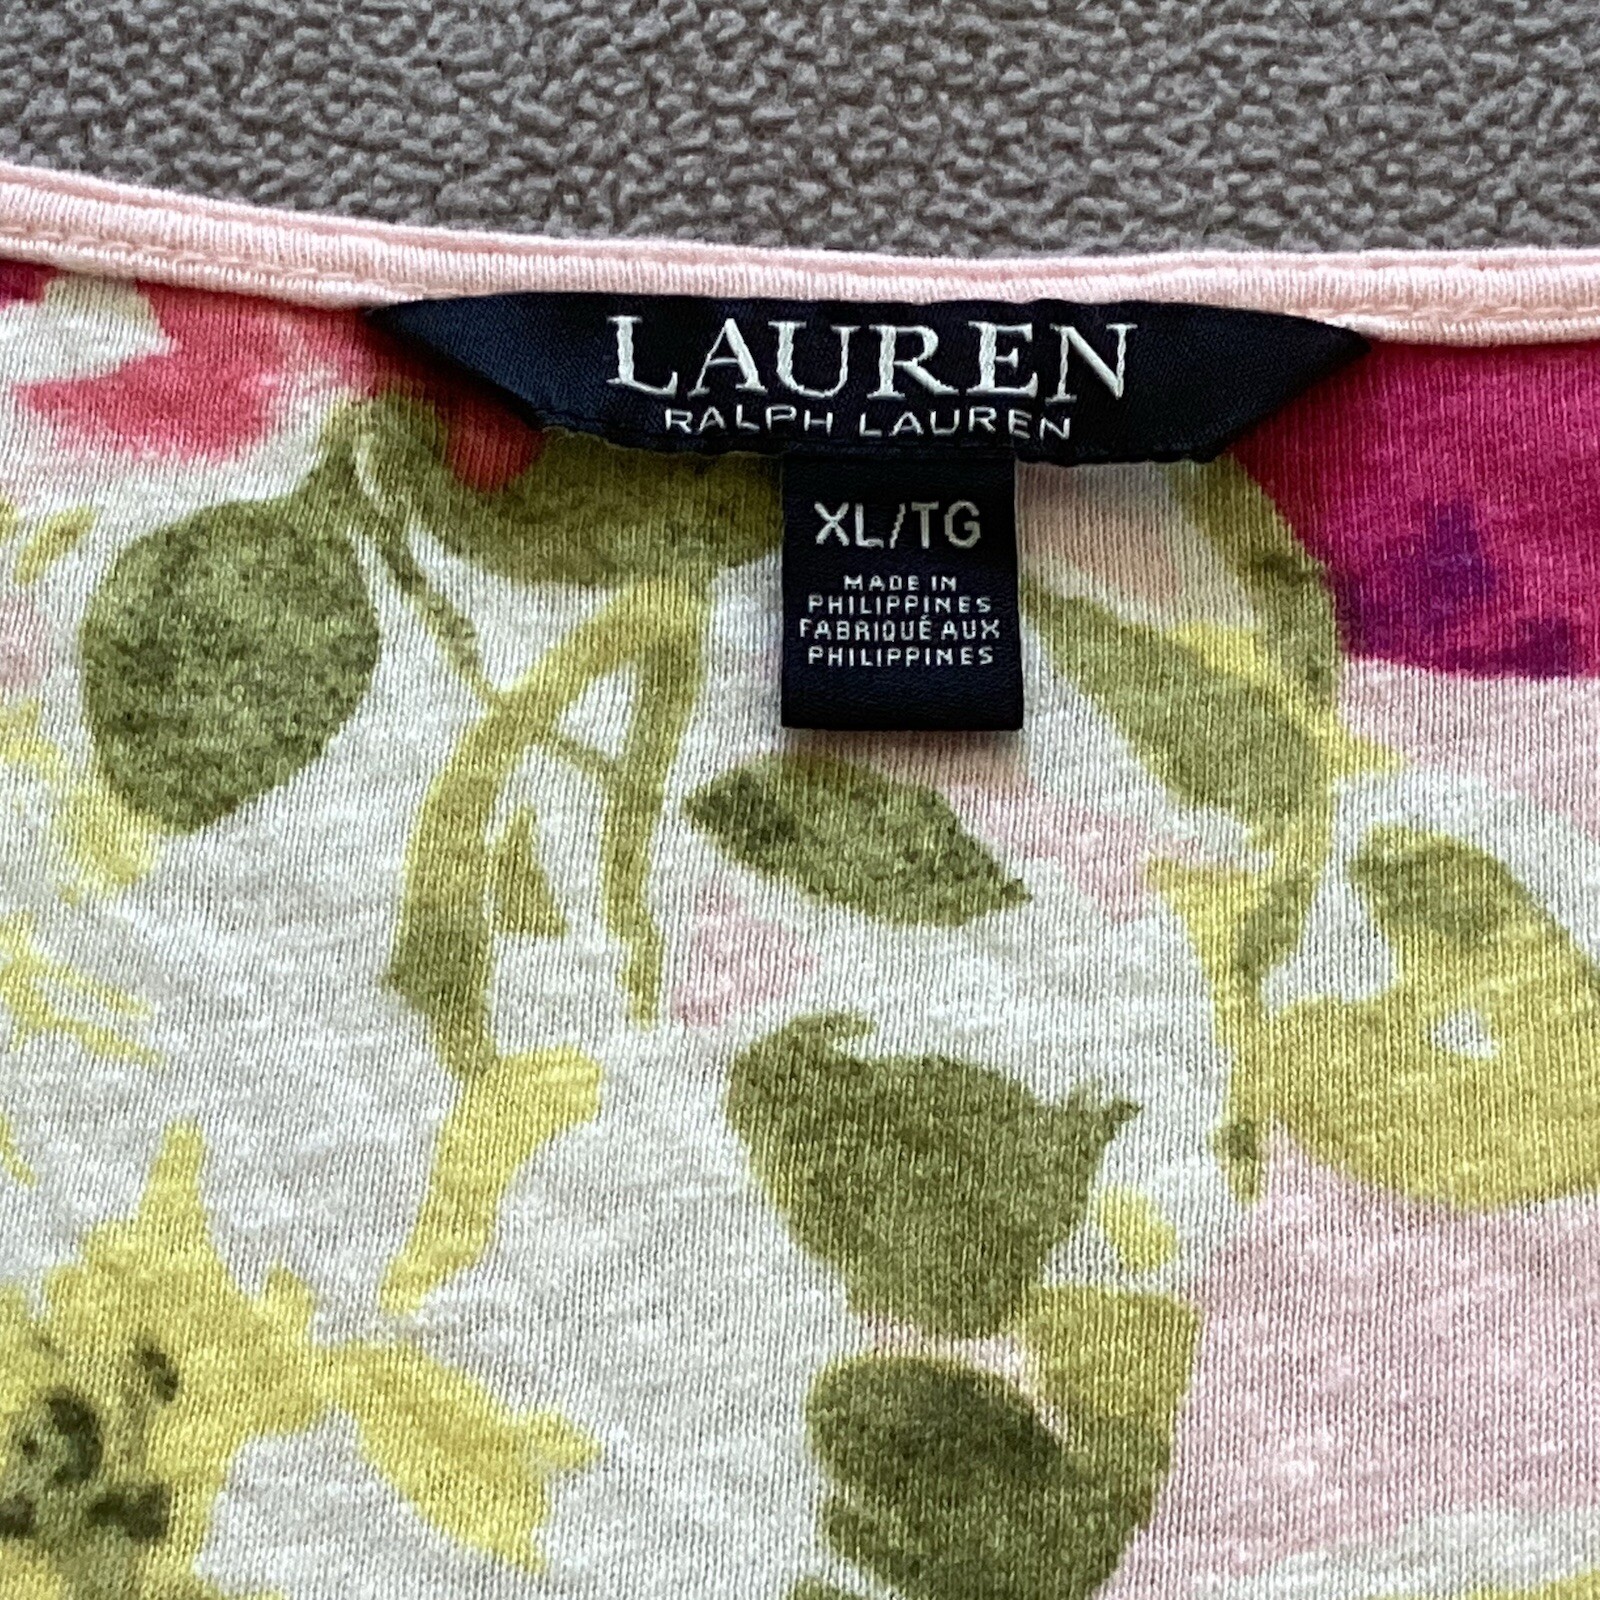 LAUREN
RALPH LAUREN
XL/TG
MADE IN
PHILIPPINES
FABRIQUÉ AUX
PHILIPPINES